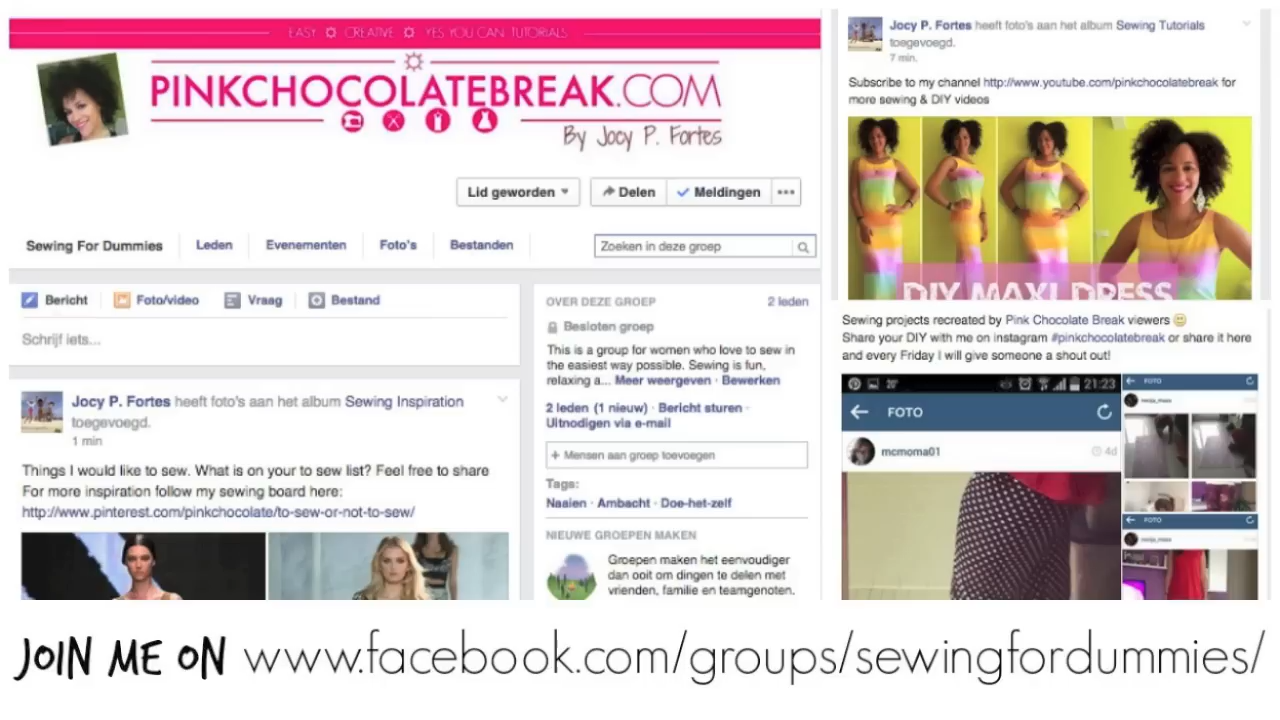 EASY CREATIVE YES YOU CAN TUTORIALS
PINKCHOCOLATEBREAK.COM
By Jocy P. Fortes
Lid geworden
Delen
Meldingen
Sewing For Dummies
Leden
Evenementen
Foto's
Bestanden
Zoeken in deze groep
Bericht
Foto/video
Vraag
Bestand
Schrijf iets...
Jocy P. Fortes heeft foto's aan het album Sewing Inspiration
toegevoegd.
1 min
Things I would like to sew. What is on your to sew list? Feel free to share
For more inspiration follow my sewing board here:
http://www.pinterest.com/pinkchocolate/to-sew-or-not-to-sew/
OVER DEZE GROEP
2 leden
Besloten groep
This is a group for women who love to sew in
the easiest way possible. Sewing is fun,
relaxing a... Meer weergeven · Bewerken
2 leden (1 nieuw) · Bericht sturen ·
Uitnodigen via e-mail
+ Mensen aan groep toevoegen
Tags:
Naaien · Ambacht · Doe-het-zelf
NIEUWE GROEPEN MAKEN
Groepen maken het eenvoudiger
dan ooit om dingen te delen met
vrienden, familie en teamgenoten.
Jocy P. Fortes heeft foto's aan het album Sewing Tutorials
toegevoegd.
7 min.
Subscribe to my channel http://www.youtube.com/pinkchocolatebreak for
more sewing & DIY videos
DIY MAXI DRESS
Sewing projects recreated by Pink Chocolate Break viewers
Share your DIY with me on instagram #pinkchocolatebreak or share it here
and every Friday I will give someone a shout out!
21:23
FOTO
mcmoma01
4d
FOTO
FOTO
JOIN ME ON www.facebook.com/groups/sewingfordummies/